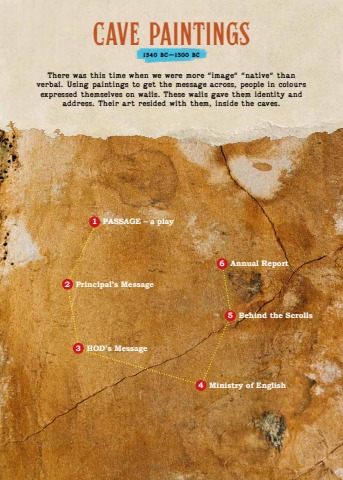 CAVE PAINTINGS
1340 BC—1300 BC
There was this time when we were more "image" "native" than
verbal. Using paintings to get the message across, people in colours
expressed themselves on walls. These walls gave them identity and
address. Their art resided with them, inside the caves.
1 PASSAGE – a play
2 Principal's Message
3 HOD's Message
4 Ministry of English
5 Behind the Scrolls
6 Annual Report